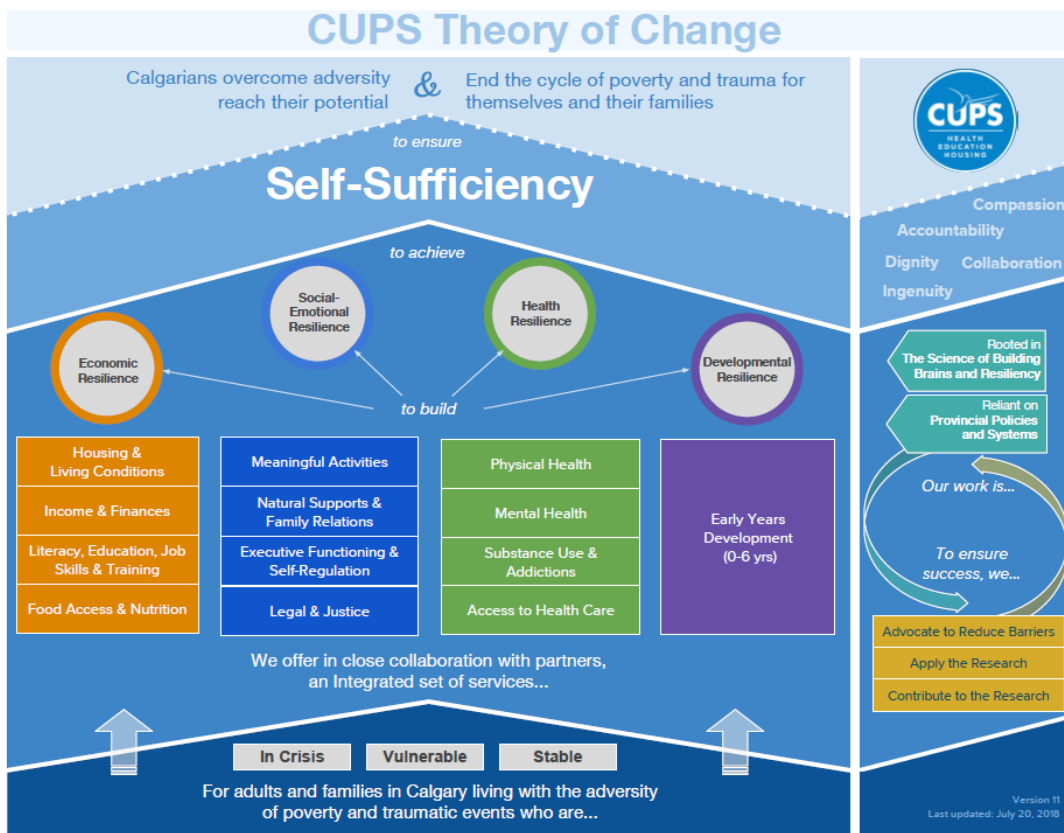 CUPS Theory of Change
Calgarians overcome adversity
reach their potential
&
End the cycle of poverty and trauma for
themselves and their families
to ensure
Self-Sufficiency
to achieve
Economic
Resilience
Social-
Emotional
Resilience
Health
Resilience
Developmental
Resilience
to build
Housing &
Living Conditions
Income & Finances
Literacy, Education, Job
Skills & Training
Food Access & Nutrition
Meaningful Activities
Natural Supports &
Family Relations
Executive Functioning &
Self-Regulation
Legal & Justice
Physical Health
Mental Health
Substance Use &
Addictions
Access to Health Care
Early Years
Development
(0-6 yrs)
We offer in close collaboration with partners,
an Integrated set of services...
In Crisis
Vulnerable
Stable
For adults and families in Calgary living with the adversity
of poverty and traumatic events who are...
CUPS
HEALTH
EDUCATION
HOUSING
Compassion
Accountability
Dignity
Collaboration
Ingenuity
Rooted in
The Science of Building
Brains and Resiliency
Reliant on
Provincial Policies
and Systems
Our work is...
To ensure
success, we...
Advocate to Reduce Barriers
Apply the Research
Contribute to the Research
Version 11
Last updated: July 20, 2018